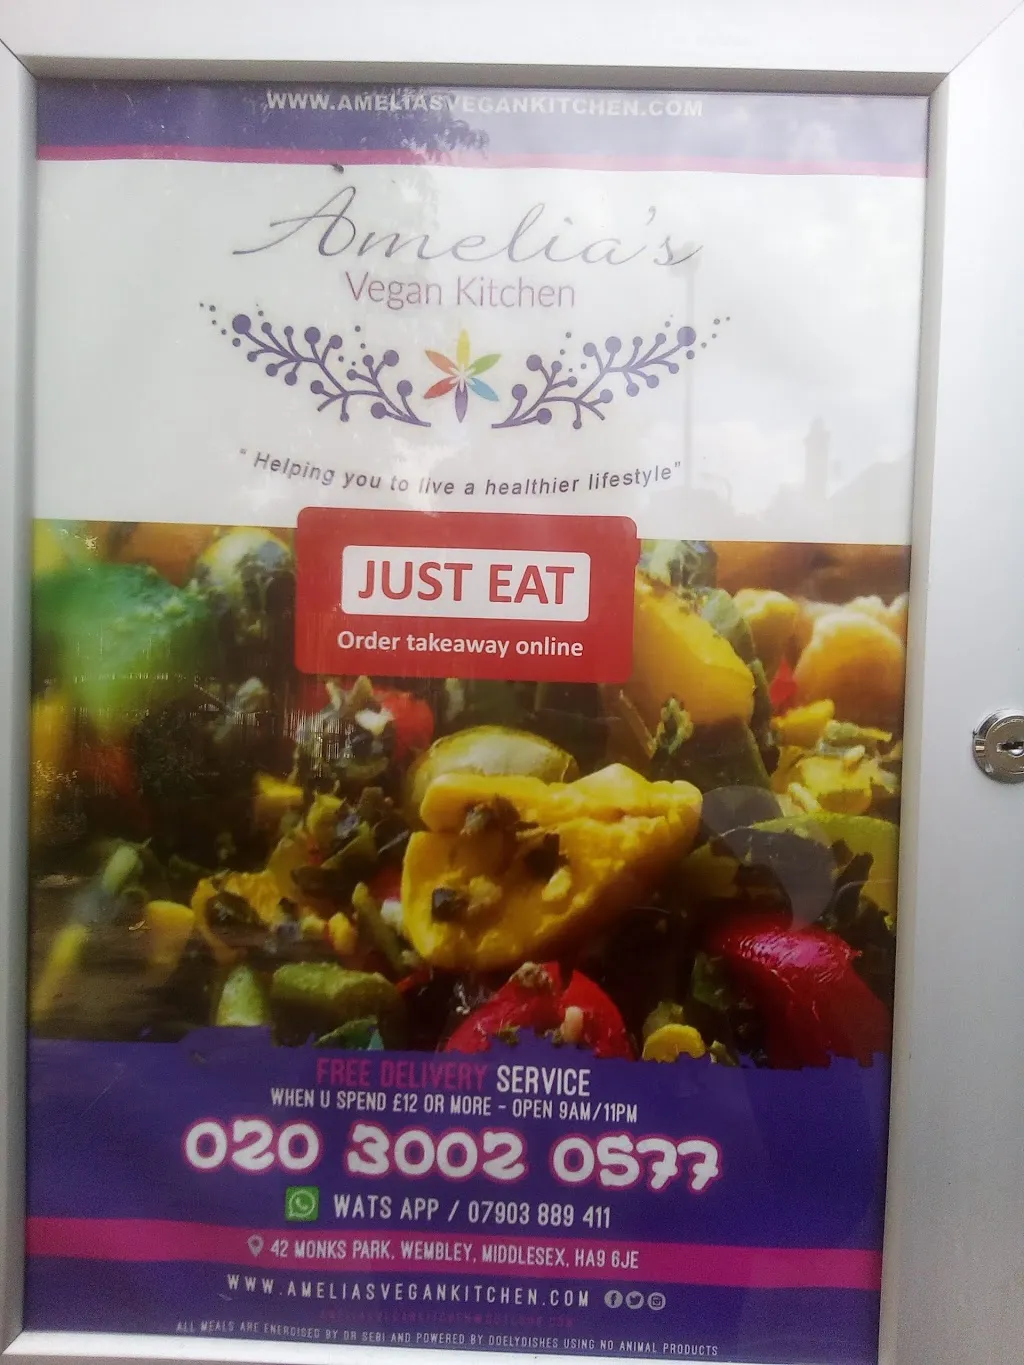 WWW.AMELIASVEGANKITCHEN.COM
Amelia's
Vegan Kitchen
"Helping you to live a healthier lifestyle"
JUST EAT
Order takeaway online
FREE DELIVERY SERVICE
WHEN U SPEND £12 OR MORE - OPEN 9AM/11PM
020 3002 0577
WATS APP / 07903 889 411
42 MONKS PARK, WEMBLEY, MIDDLESEX, HA9 6JE
WWW.AMELIASVEGANKITCHEN.COM
AMELIASVEGANKITCHEN@OUTLOOK.COM
ALL MEALS ARE ENERGISED BY DR SEBI AND POWERED BY DOELYDISHES USING NO ANIMAL PRODUCTS